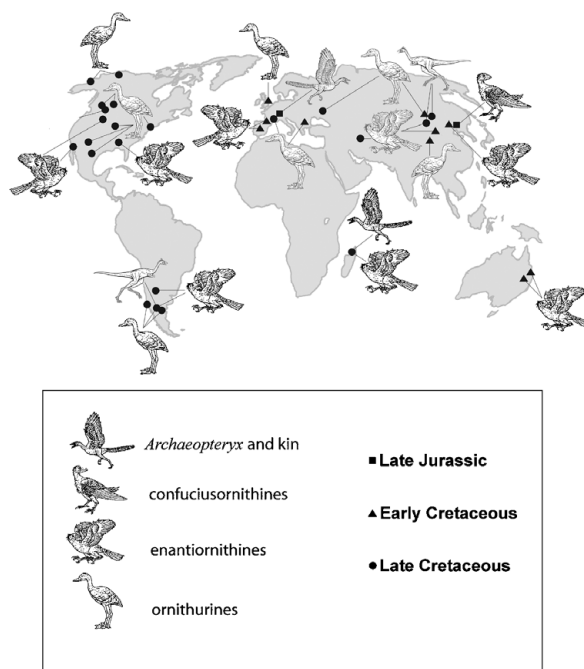 Archaeopteryx and kin
confuciusornithines
enantiornithines
ornithurines
Late Jurassic
Early Cretaceous
Late Cretaceous